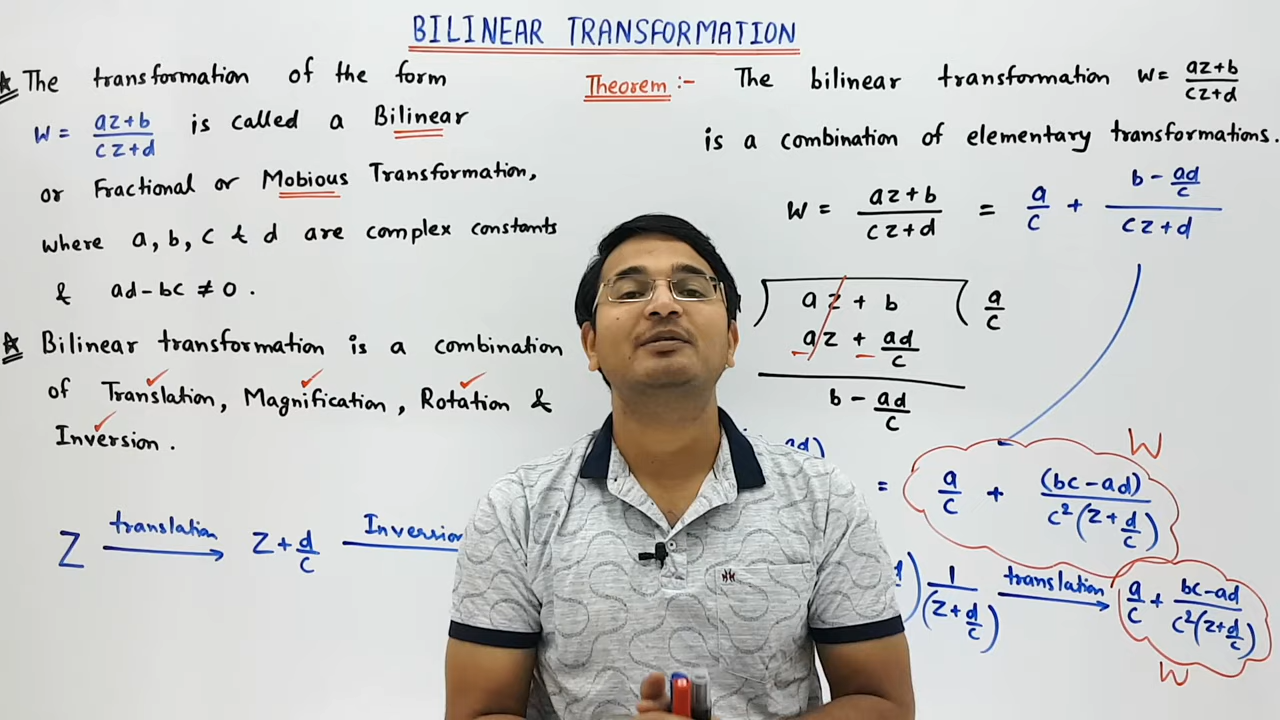 BILINEAR TRANSFORMATION
The transformation of the form
w = az+b / cz+d is called a Bilinear
or Fractional or Mobious Transformation,
where a, b, c & d are complex constants
& ad-bc ≠ 0.
Bilinear transformation is a combination
of Translation, Magnification, Rotation &
Inversion.
Z translation → Z + d/c Inversion
Theorem :- The bilinear transformation w = az+b / cz+d
is a combination of elementary transformations.
w = az+b / cz+d = a/c + (b - ad/c) / cz+d
) az + b ( a/c
az + ad/c
b - ad/c
= a/c + (bc-ad) / c²(z+d/c) W
) 1/(z+d/c) translation → a/c + bc-ad / c²(z+d/c)
W